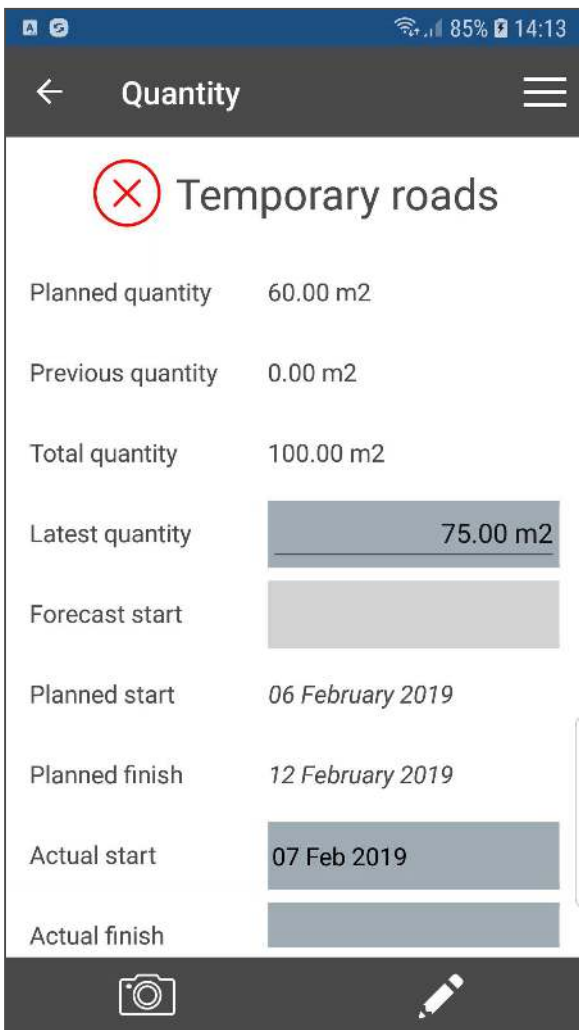 85% 14:13
Quantity
Temporary roads
Planned quantity 60.00 m2
Previous quantity 0.00 m2
Total quantity 100.00 m2
Latest quantity 75.00 m2
Forecast start
Planned start 06 February 2019
Planned finish 12 February 2019
Actual start 07 Feb 2019
Actual finish